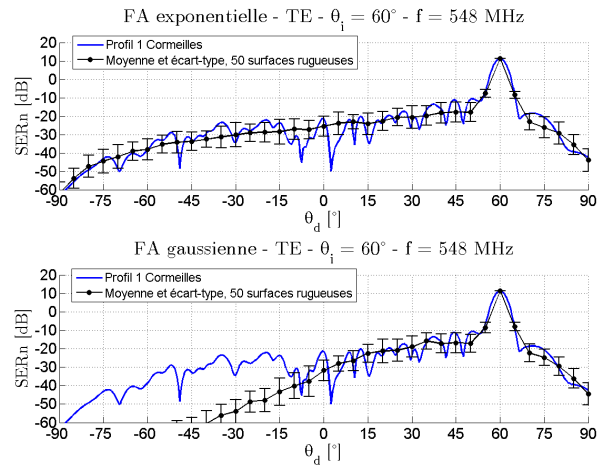 FA exponentielle - TE - θi = 60° - f = 548 MHz
Profil 1 Cormeilles
Moyenne et écart-type, 50 surfaces rugueuses
SERn [dB]
20
10
0
-10
-20
-30
-40
-50
-60
-90 -75 -60 -45 -30 -15 0 15 30 45 60 75 90
θd [°]
FA gaussienne - TE - θi = 60° - f = 548 MHz
Profil 1 Cormeilles
Moyenne et écart-type, 50 surfaces rugueuses
SERn [dB]
20
10
0
-10
-20
-30
-40
-50
-60
-90 -75 -60 -45 -30 -15 0 15 30 45 60 75 90
θd [°]